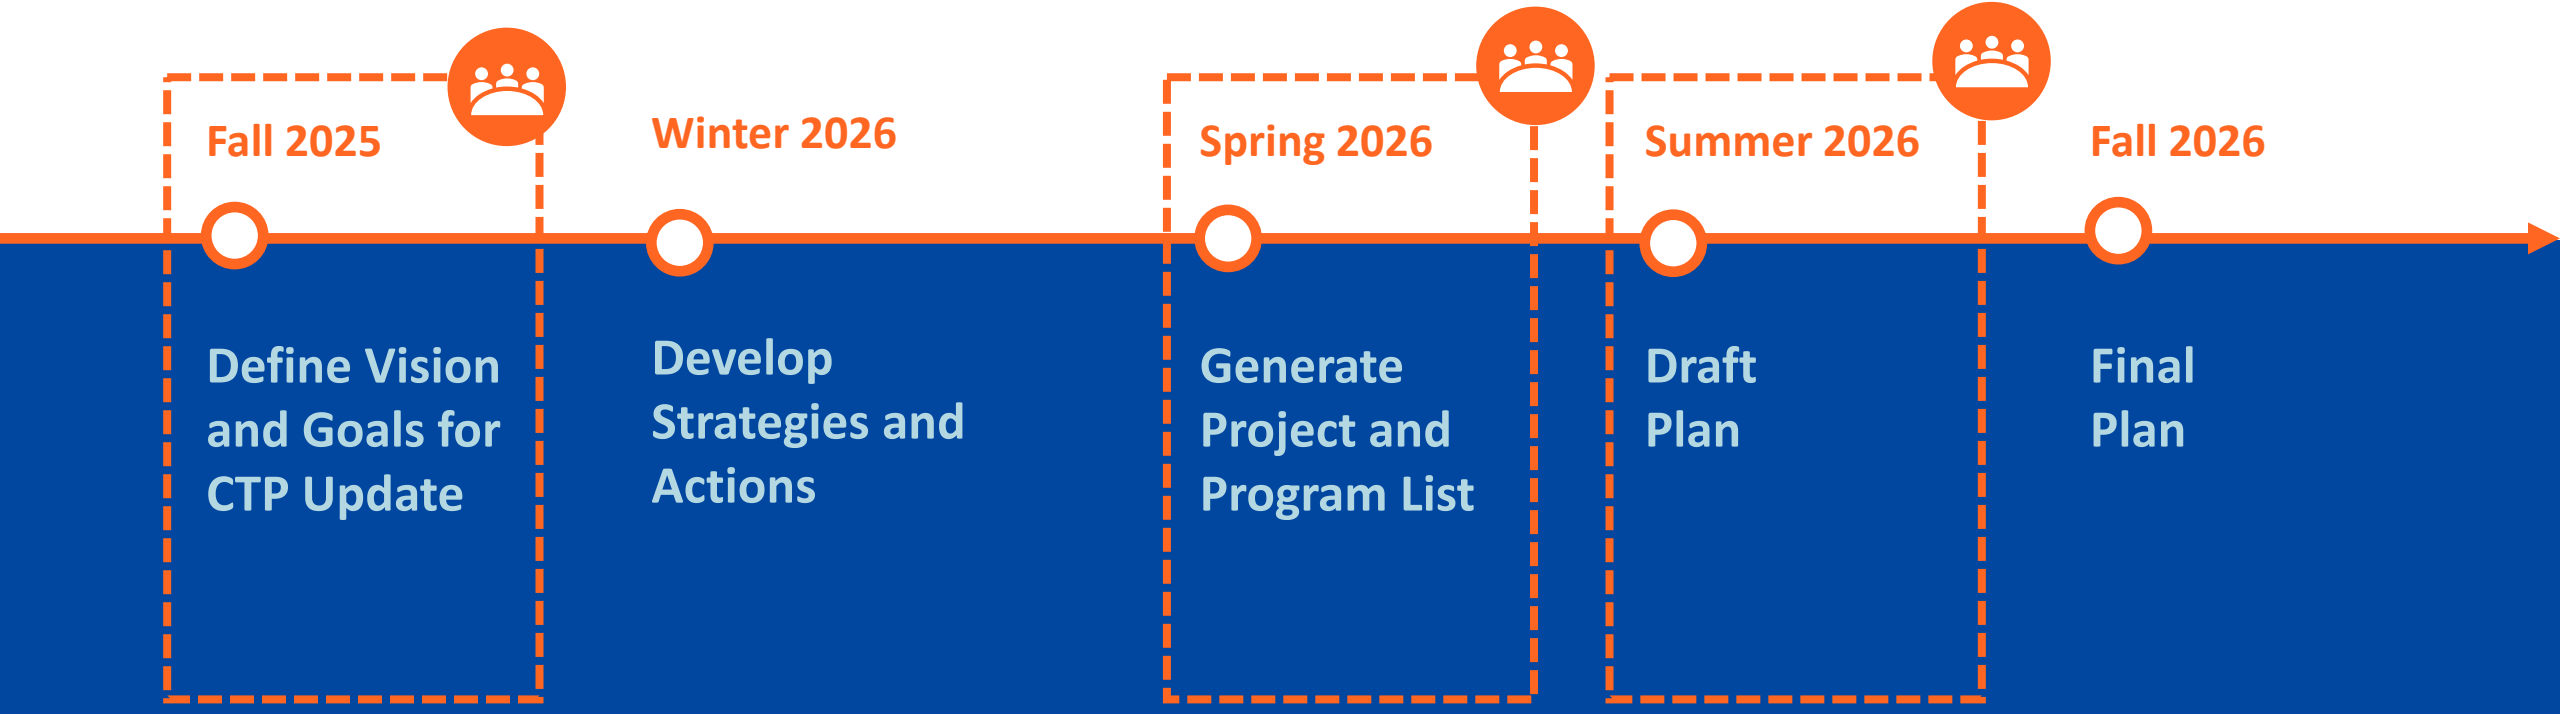 Fall 2025
Define Vision
and Goals for
CTP Update
Winter 2026
Develop
Strategies and
Actions
Spring 2026
Generate
Project and
Program List
Summer 2026
Draft
Plan
Fall 2026
Final
Plan